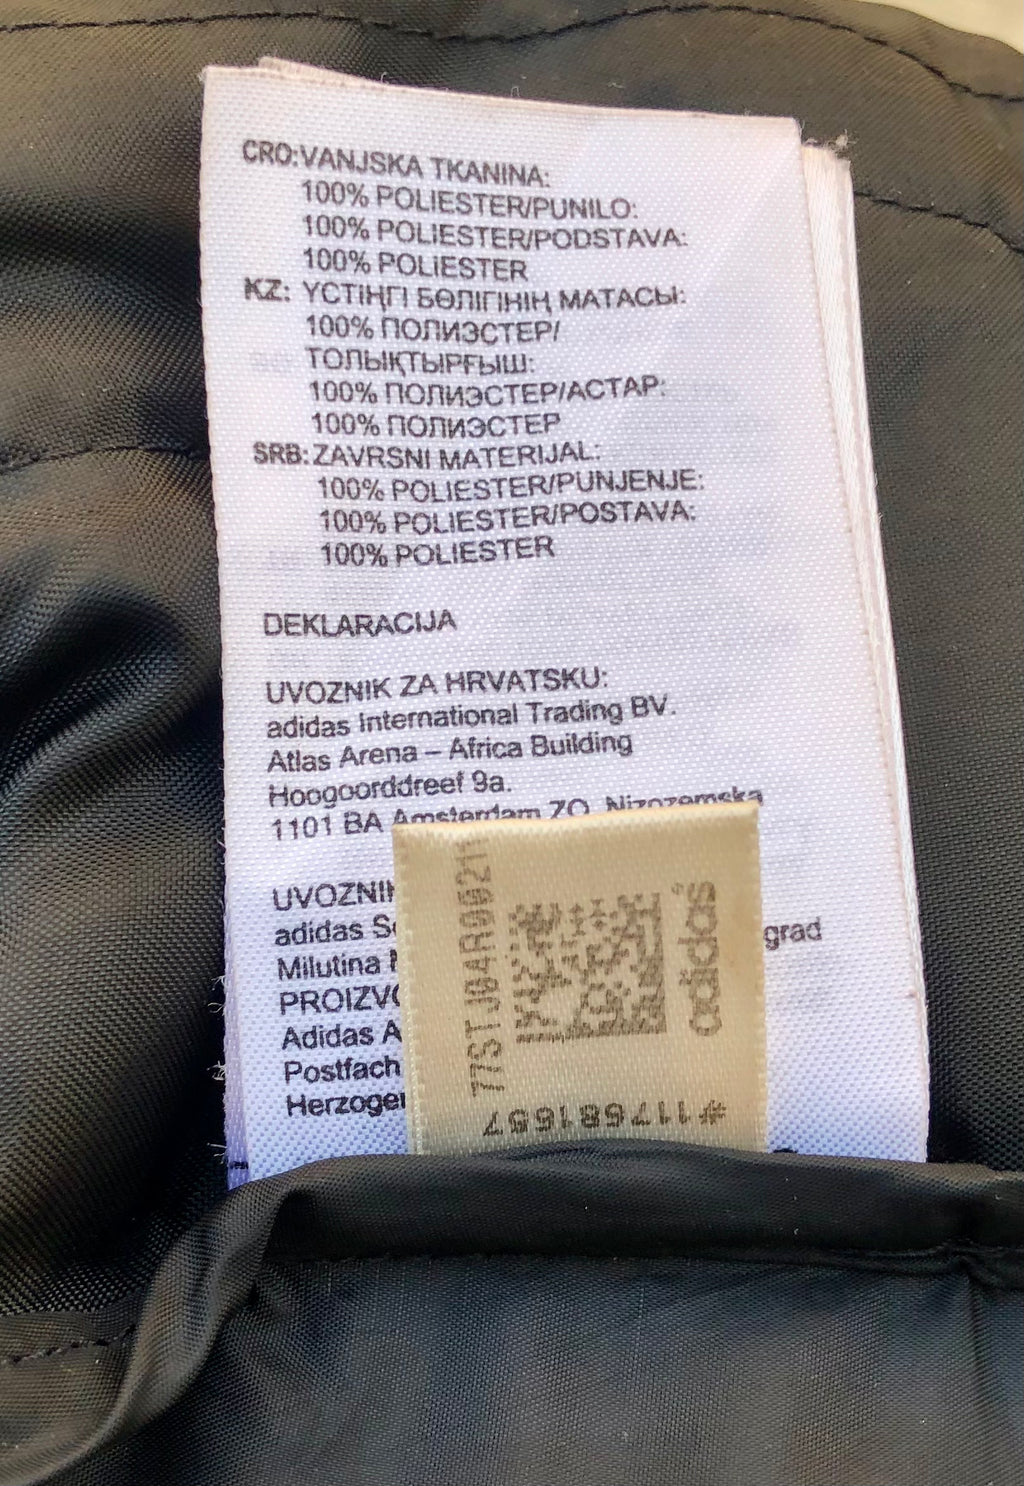 CRO:VANJSKA TKANINA:
100% POLIESTER/PUNILO:
100% POLIESTER/PODSTAVA:
100% POLIESTER
KZ: ҮСТІҢГІ БӨЛІГІНІҢ МАТАСЫ:
100% ПОЛИЭСТЕР/
ТОЛЫҚТЫРҒЫШ:
100% ПОЛИЭСТЕР/АСТАР:
100% ПОЛИЭСТЕР
SRB:ZAVRSNI MATERIJAL:
100% POLIESTER/PUNJENJE:
100% POLIESTER/POSTAVA:
100% POLIESTER
DEKLARACIJA
UVOZNIK ZA HRVATSKU:
adidas International Trading BV.
Atlas Arena – Africa Building
Hoogoorddreef 9a.
1101 BA Amsterdam ZO, Nizozemska
UVOZNIK
adidas grad
Milutina
Adidas A
Postfach
77STJ04R00211
adidas
#117681657